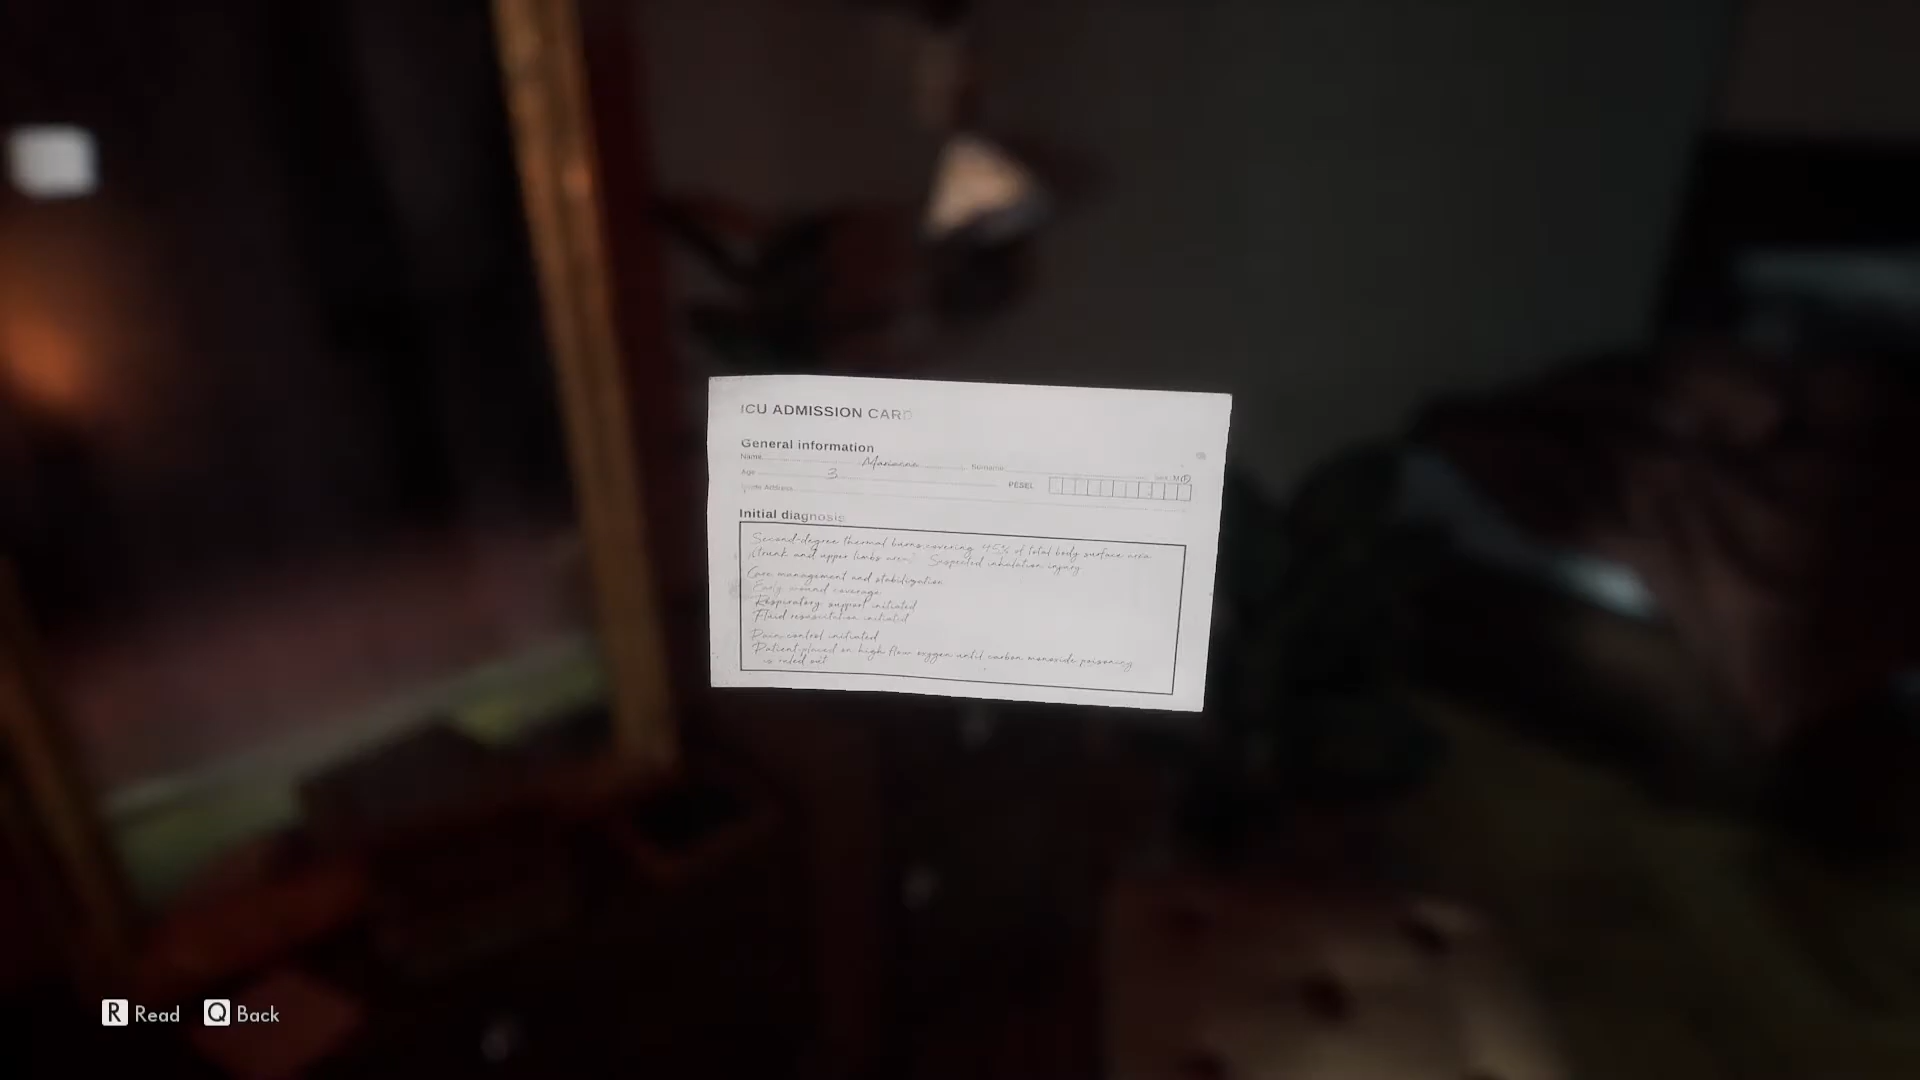 ICU ADMISSION CARD
General information
Name Marianne Surname Sex M F
Age 3 PESEL
Address
Initial diagnosis
Second-degree thermal burns covering 45% of total body surface area
(trunk and upper limbs area). Suspected inhalation injury
Care management and stabilization
Early wound coverage
Respiratory support initiated
Fluid resuscitation initiated
Pain control initiated
Patient placed on high flow oxygen until carbon monoxide poisoning
is ruled out
R Read Q Back